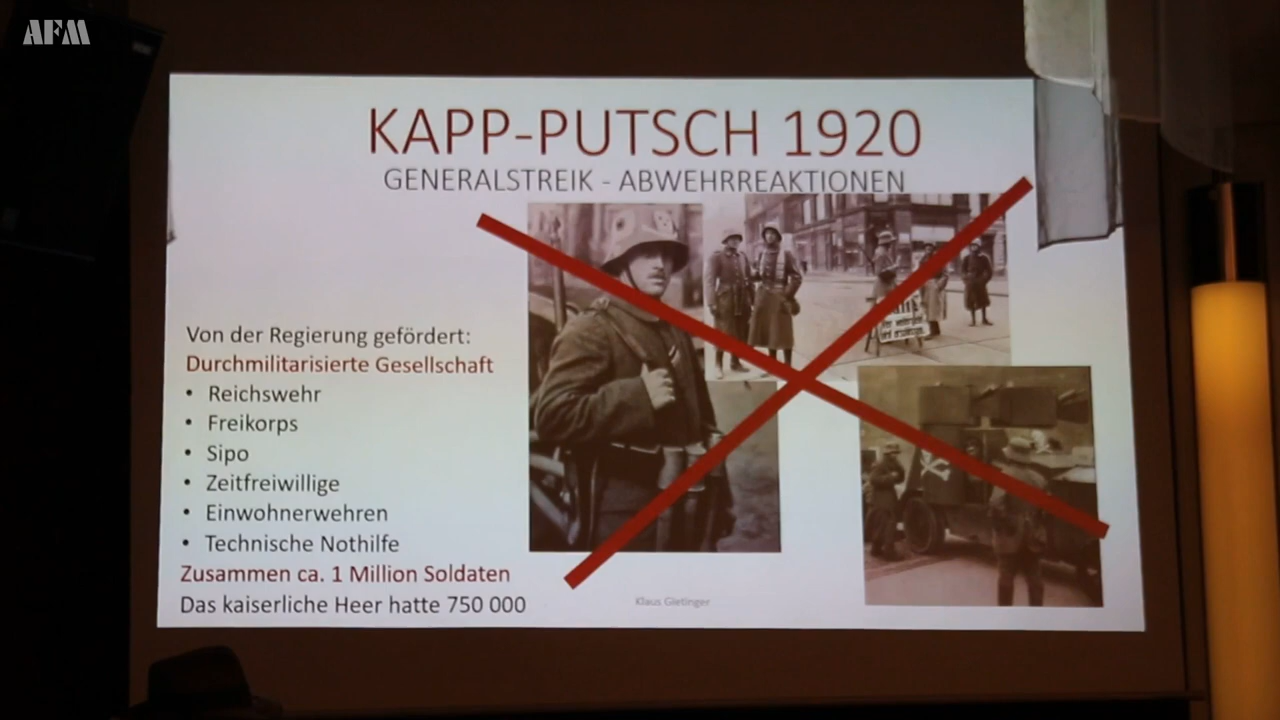 AFM
KAPP-PUTSCH 1920
GENERALSTREIK - ABWEHRREAKTIONEN
Von der Regierung gefördert:
Durchmilitarisierte Gesellschaft
• Reichswehr
• Freikorps
• Sipo
• Zeitfreiwillige
• Einwohnerwehren
• Technische Nothilfe
Zusammen ca. 1 Million Soldaten
Das kaiserliche Heer hatte 750 000
Klaus Gietinger